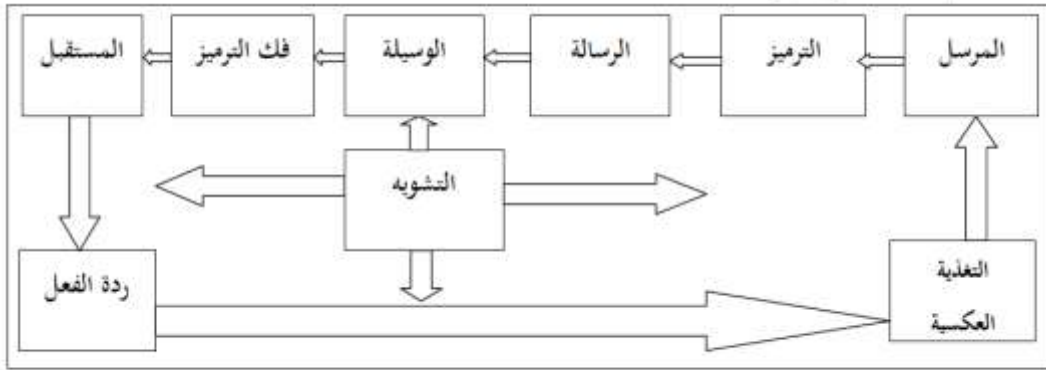 المرسل
الترميز
الرسالة
الوسيلة
فك الترميز
المستقبل
التشويه
ردة الفعل
التغذية
العكسية